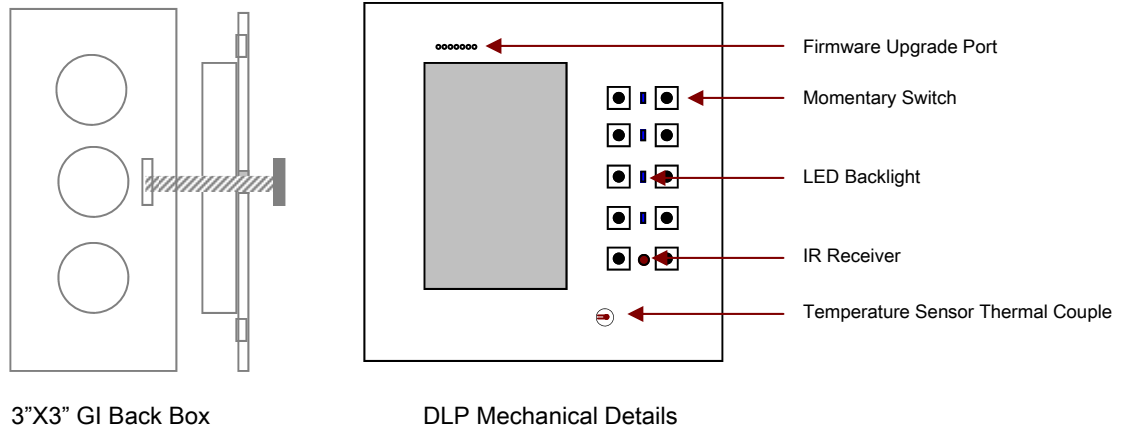 Firmware Upgrade Port
Momentary Switch
LED Backlight
IR Receiver
Temperature Sensor Thermal Couple
3”X3” GI Back Box
DLP Mechanical Details